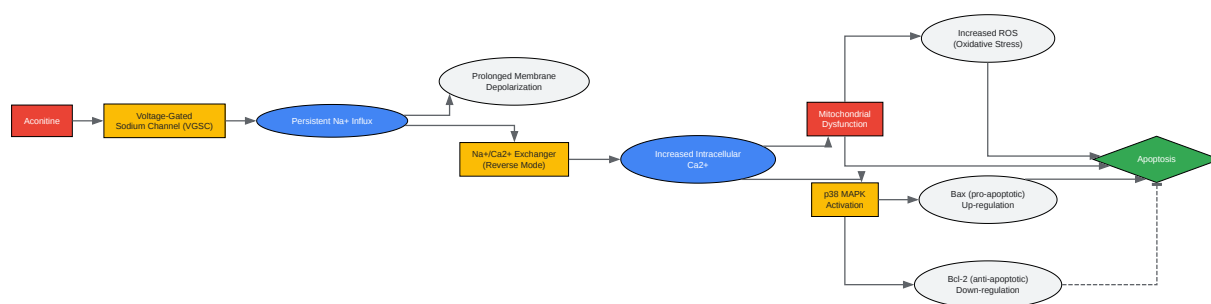 Aconitine
Voltage-Gated
Sodium Channel (VGSC)
Persistent Na+ Influx
Prolonged Membrane
Depolarization
Na+/Ca2+ Exchanger
(Reverse Mode)
Increased Intracellular
Ca2+
Mitochondrial
Dysfunction
Increased ROS
(Oxidative Stress)
p38 MAPK
Activation
Bax (pro-apoptotic)
Up-regulation
Bcl-2 (anti-apoptotic)
Down-regulation
Apoptosis